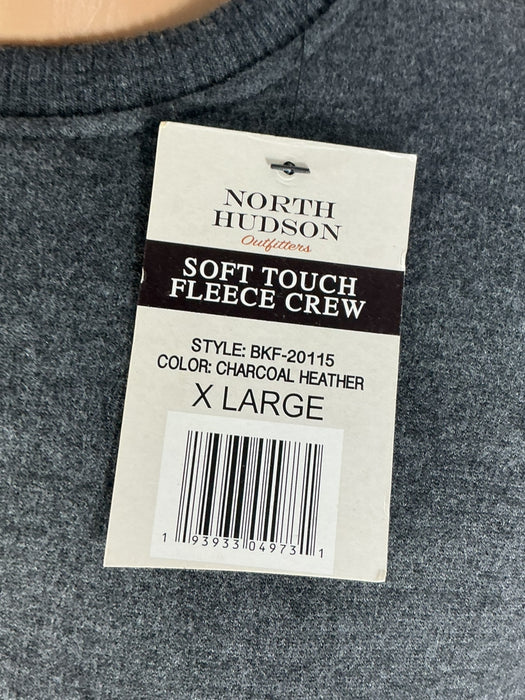 NORTH
HUDSON
Outfitters
SOFT TOUCH
FLEECE CREW
STYLE: BKF-20115
COLOR: CHARCOAL HEATHER
X LARGE
1 93933 04973 1